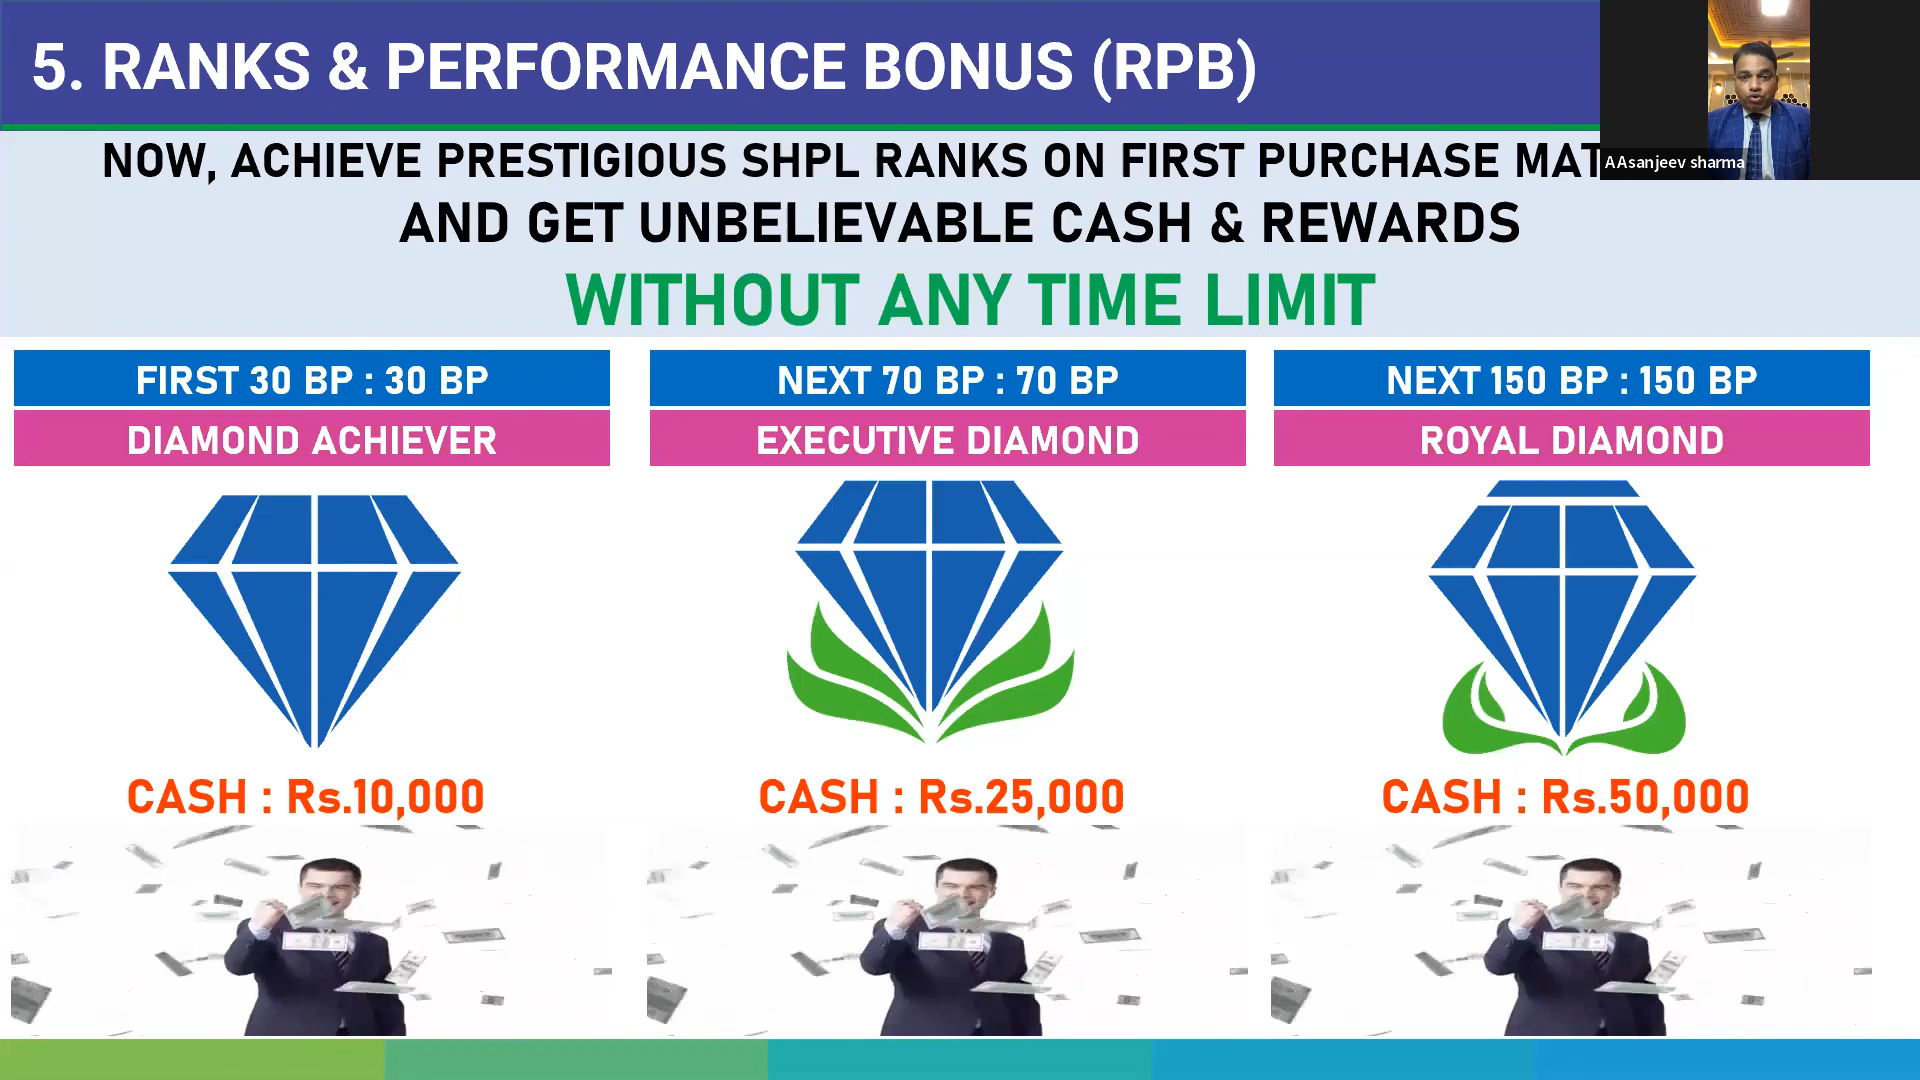 5. RANKS & PERFORMANCE BONUS (RPB)
AAsanjeev sharma
NOW, ACHIEVE PRESTIGIOUS SHPL RANKS ON FIRST PURCHASE MAT
AND GET UNBELIEVABLE CASH & REWARDS
WITHOUT ANY TIME LIMIT
FIRST 30 BP : 30 BP
DIAMOND ACHIEVER
CASH : Rs.10,000
NEXT 70 BP : 70 BP
EXECUTIVE DIAMOND
CASH : Rs.25,000
NEXT 150 BP : 150 BP
ROYAL DIAMOND
CASH : Rs.50,000